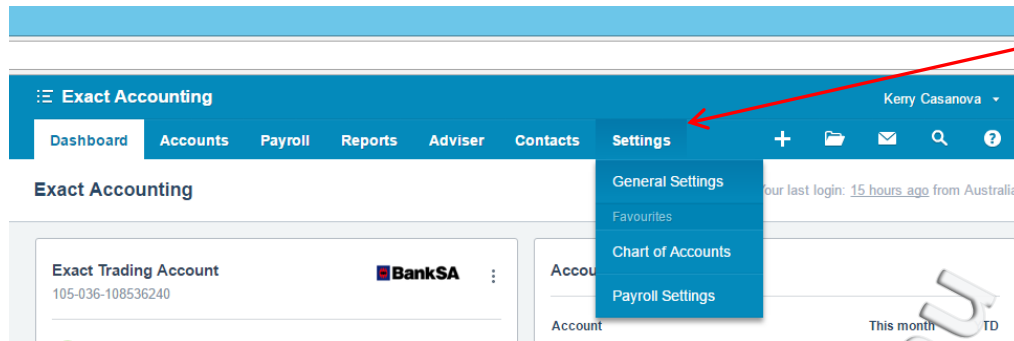 Exact Accounting
Kerry Casanova
Dashboard Accounts Payroll Reports Adviser Contacts Settings
Exact Accounting
General Settings
Your last login: 15 hours ago from Australia
Favourites
Chart of Accounts
Payroll Settings
Exact Trading Account
BankSA
105-036-108536240
Account
This month